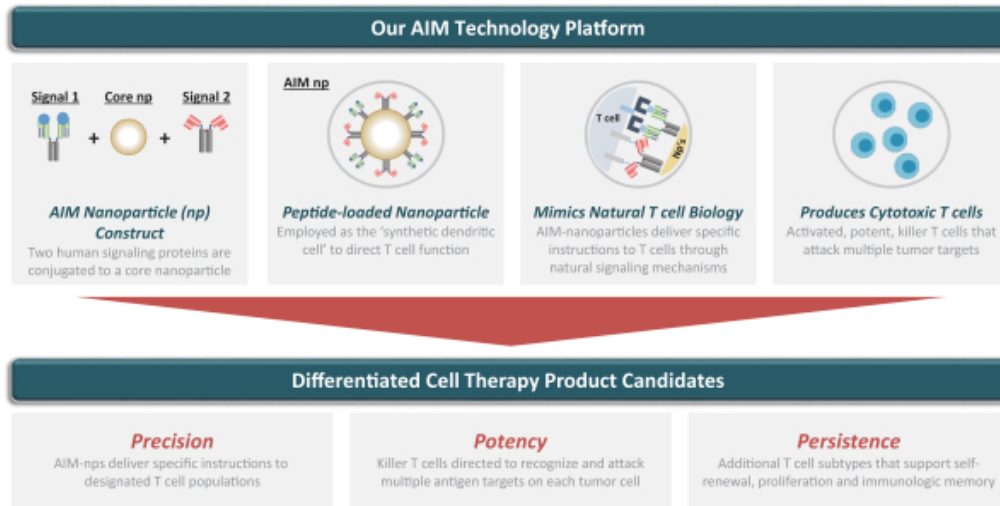 Our AIM Technology Platform
Signal 1 Core np Signal 2
+ +
AIM Nanoparticle (np)
Construct
Two human signaling proteins are
conjugated to a core nanoparticle
AIM np
Peptide-loaded Nanoparticle
Employed as the 'synthetic dendritic
cell' to direct T cell function
T cell
Np's
Mimics Natural T cell Biology
AIM-nanoparticles deliver specific
instructions to T cells through
natural signaling mechanisms
Produces Cytotoxic T cells
Activated, potent, killer T cells that
attack multiple tumor targets
Differentiated Cell Therapy Product Candidates
Precision
AIM-nps deliver specific instructions to
designated T cell populations
Potency
Killer T cells directed to recognize and attack
multiple antigen targets on each tumor cell
Persistence
Additional T cell subtypes that support self-
renewal, proliferation and immunologic memory